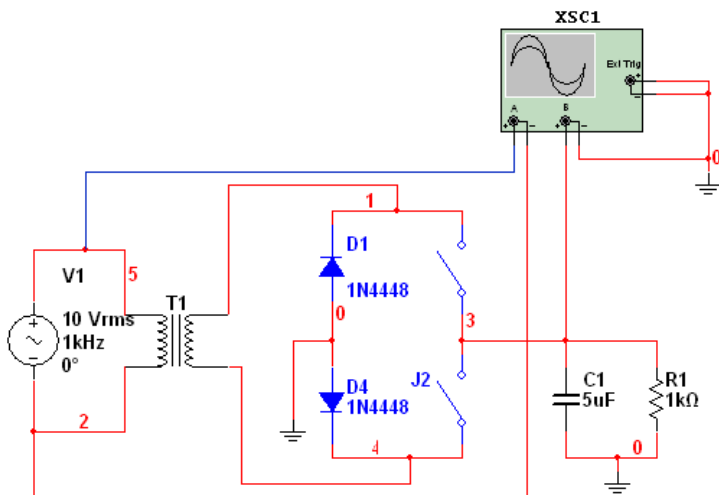 XSC1
Ext Trig
+
−
A
B
+ − + −
0
1
V1
5
D1
1N4448
T1
10 Vrms
1kHz
0°
+
−
0
3
D4
1N4448
J2
C1
5uF
R1
1kΩ
2
4
0